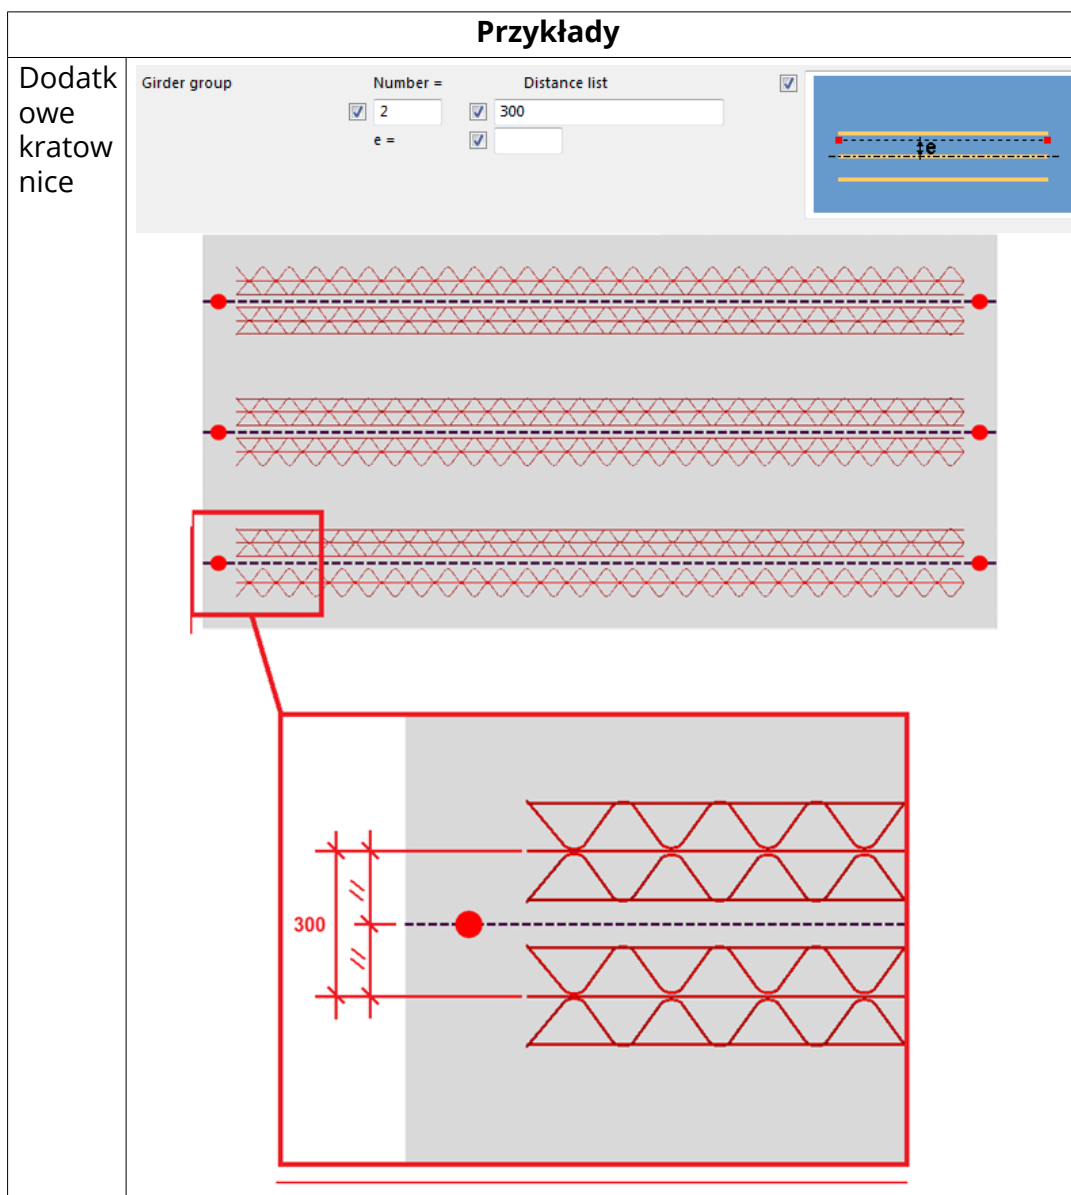 Przykłady
Dodatk
owe
kratow
nice
Girder group Number = Distance list
2 300
e =
e
300